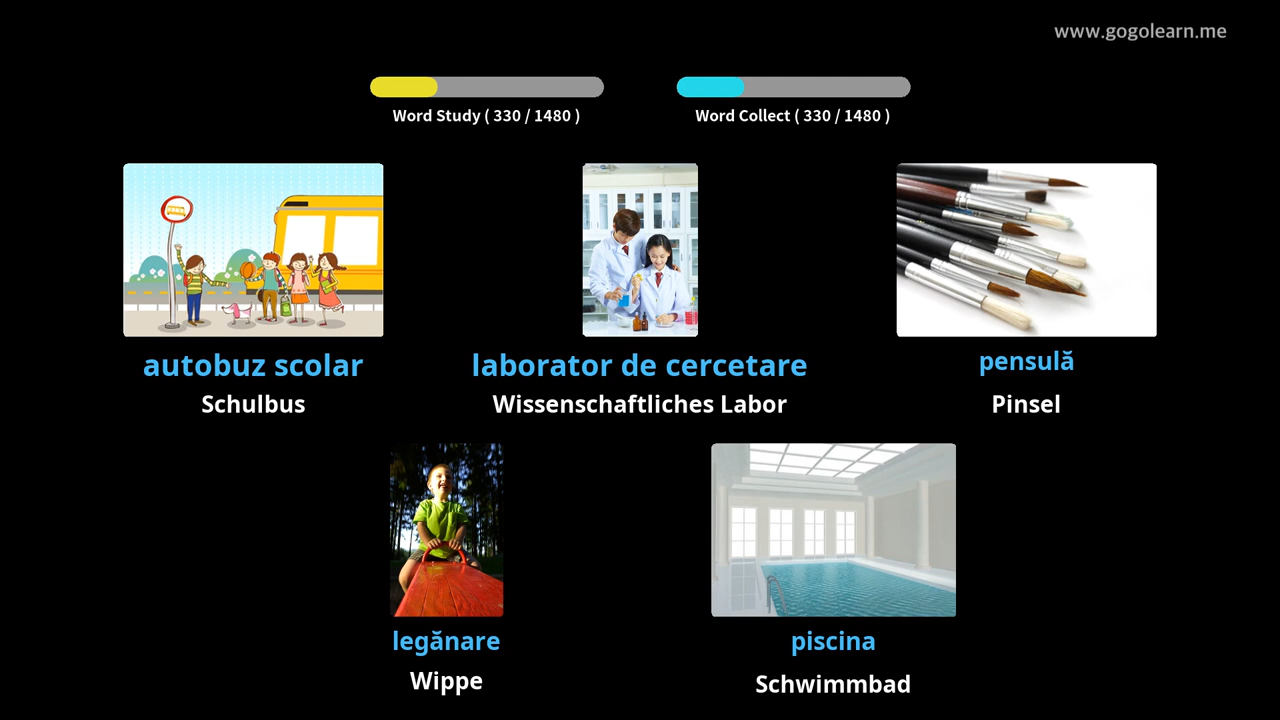 www.gogolearn.me
Word Study ( 330 / 1480 )
Word Collect ( 330 / 1480 )
autobuz scolar
Schulbus
laborator de cercetare
Wissenschaftliches Labor
pensulă
Pinsel
legănare
Wippe
piscina
Schwimmbad